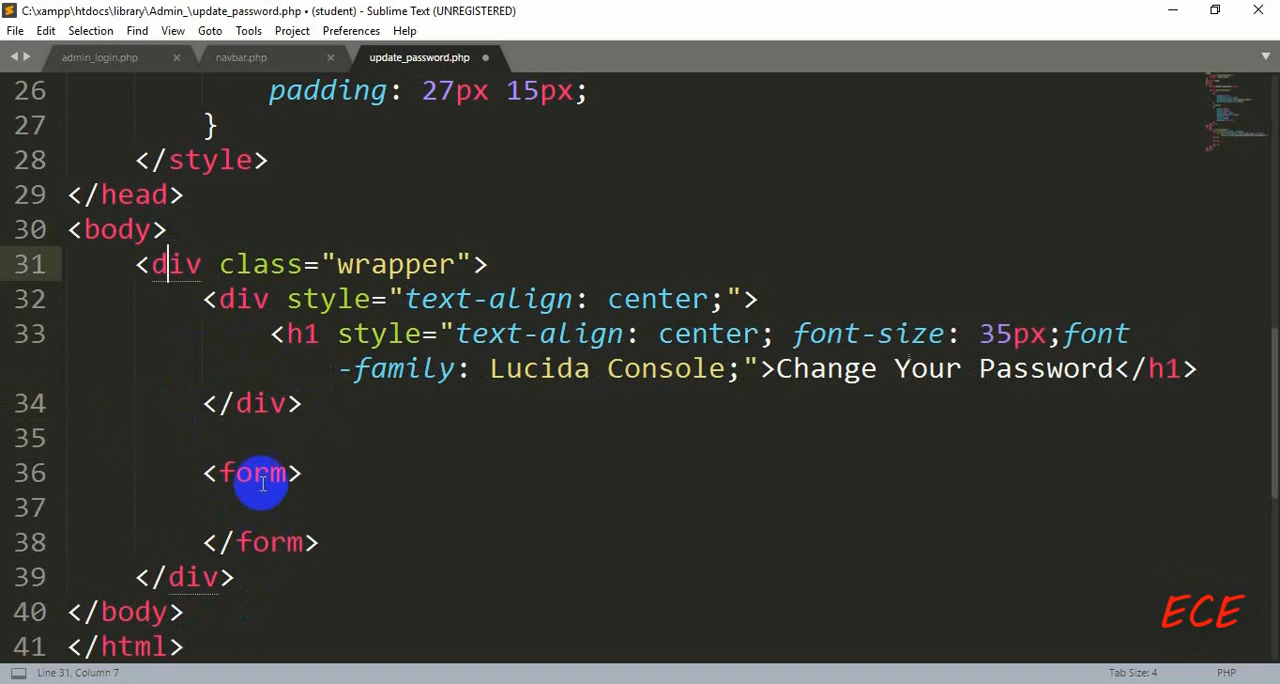 C:\xampp\htdocs\library\Admin_\update_password.php • (student) - Sublime Text (UNREGISTERED)
File Edit Selection Find View Goto Tools Project Preferences Help
admin_login.php navbar.php update_password.php
26 padding: 27px 15px;
27 }
28 </style>
29 </head>
30 <body>
31 <div class="wrapper">
32 <div style="text-align: center;">
33 <h1 style="text-align: center; font-size: 35px;font
-family: Lucida Console;">Change Your Password</h1>
34 </div>
35
36 <form>
37
38 </form>
39 </div>
40 </body>
41 </html>
ECE
Line 31, Column 7 Tab Size: 4 PHP